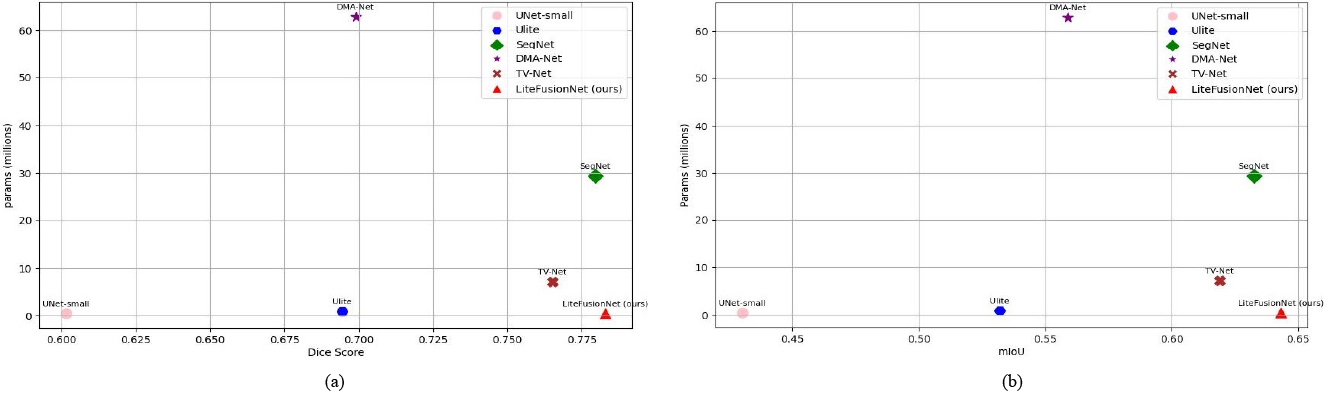 DMA-Net
UNet-small
Ulite
SegNet
DMA-Net
TV-Net
LiteFusionNet (ours)
60
50
40
30
20
10
0
params (millions)
SegNet
TV-Net
UNet-small
Ulite
LiteFusionNet (ours)
0.600 0.625 0.650 0.675 0.700 0.725 0.750 0.775
Dice Score
(a)
DMA-Net
UNet-small
Ulite
SegNet
DMA-Net
TV-Net
LiteFusionNet (ours)
60
50
40
30
20
10
0
Params (millions)
SegNet
TV-Net
UNet-small
Ulite
LiteFusionNet (ours)
0.45 0.50 0.55 0.60 0.65
mIoU
(b)